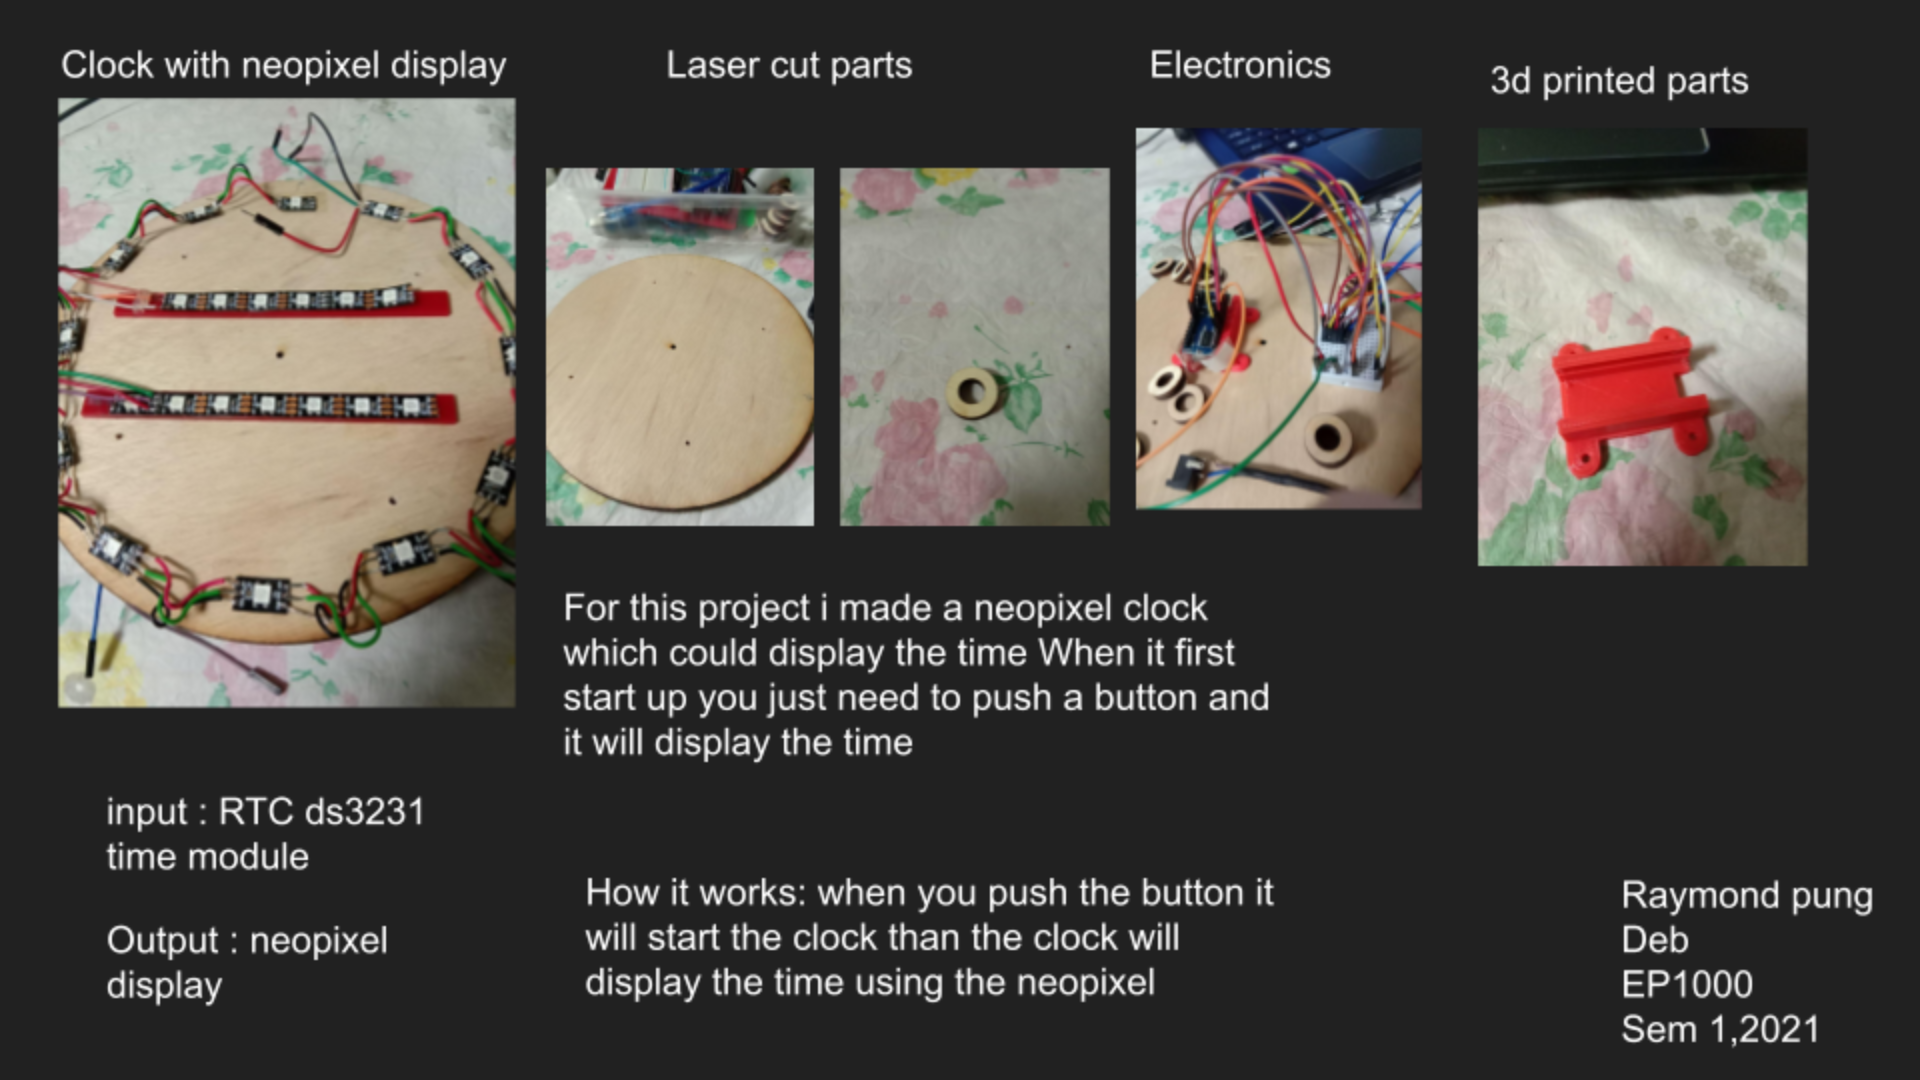 Clock with neopixel display
Laser cut parts
Electronics
3d printed parts
For this project i made a neopixel clock
which could display the time When it first
start up you just need to push a button and
it will display the time
input : RTC ds3231
time module
Output : neopixel
display
How it works: when you push the button it
will start the clock than the clock will
display the time using the neopixel
Raymond pung
Deb
EP1000
Sem 1,2021